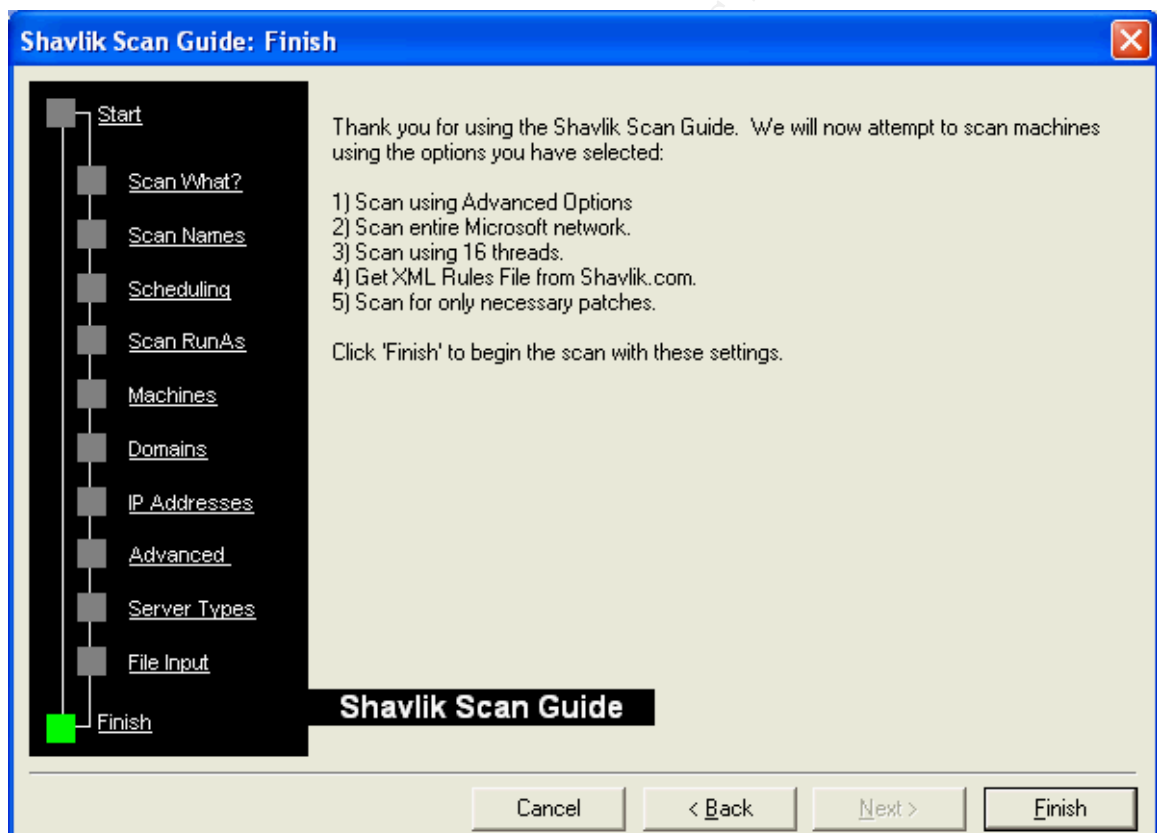 Shavlik Scan Guide: Finish
Start
Scan What?
Scan Names
Scheduling
Scan RunAs
Machines
Domains
IP Addresses
Advanced
Server Types
File Input
Finish
Thank you for using the Shavlik Scan Guide. We will now attempt to scan machines
using the options you have selected:
1) Scan using Advanced Options
2) Scan entire Microsoft network.
3) Scan using 16 threads.
4) Get XML Rules File from Shavlik.com.
5) Scan for only necessary patches.
Click 'Finish' to begin the scan with these settings.
Shavlik Scan Guide
Cancel
< Back
Next >
Finish